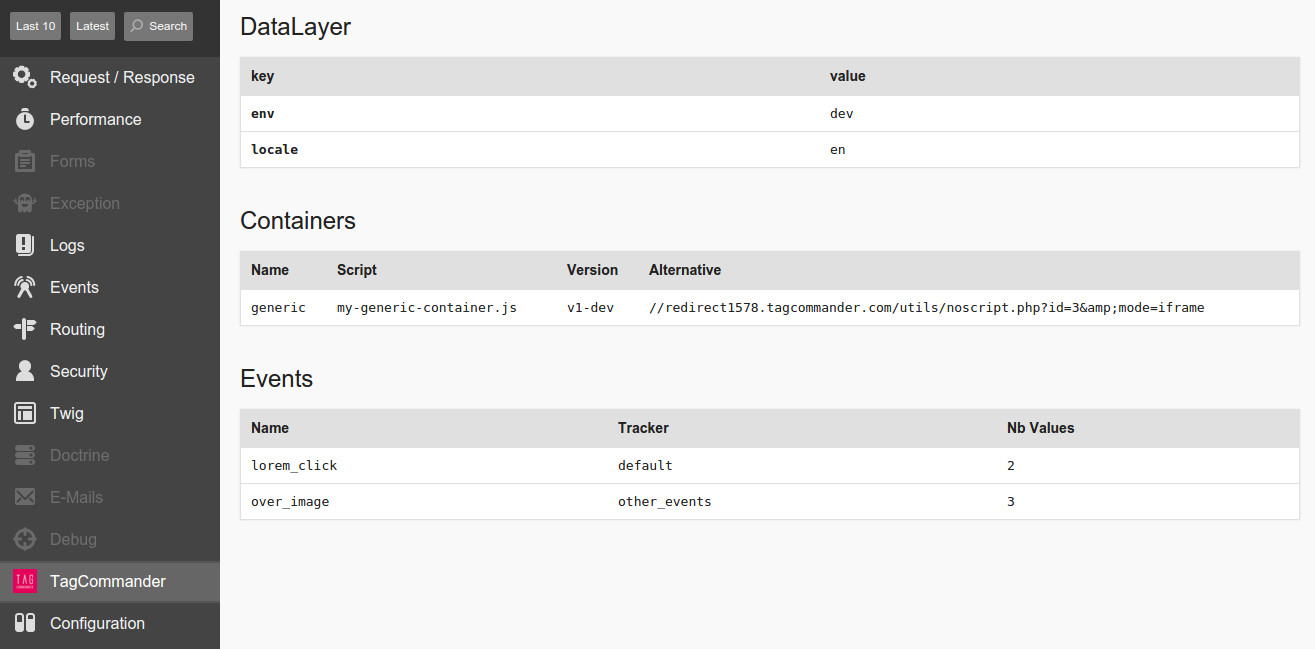 Last 10 Latest Search
Request / Response
Performance
Forms
Exception
Logs
Events
Routing
Security
Twig
Doctrine
E-Mails
Debug
TAG
TagCommander
Configuration
DataLayer
key value
env dev
locale en
Containers
Name Script Version Alternative
generic my-generic-container.js v1-dev //redirect1578.tagcommander.com/utils/noscript.php?id=3&amp;mode=iframe
Events
Name Tracker Nb Values
lorem_click default 2
over_image other_events 3